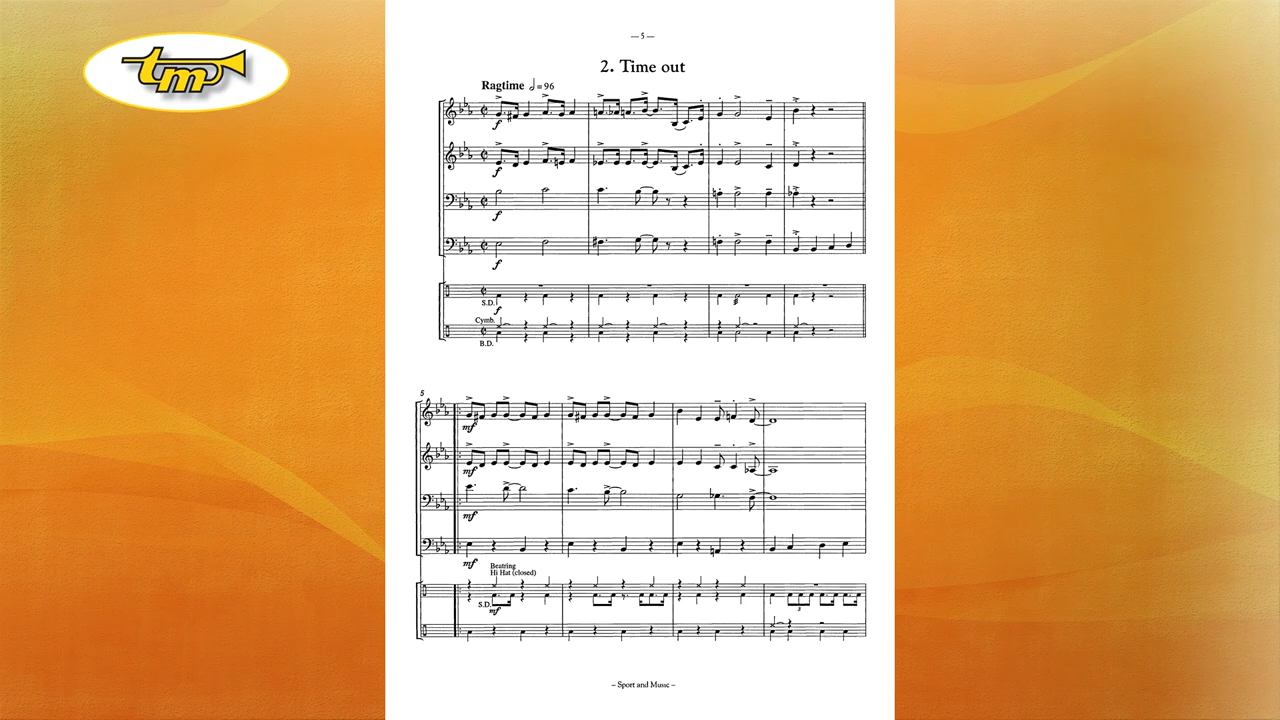 tm
— 5 —
2. Time out
Ragtime 𝅗𝅥 = 96
f
f
f
f
S.D.
f
Cymb.
B.D.
5
mf
mf
mf
mf
Beatring
Hi Hat (closed)
S.D.
mf
3
– Sport and Music –